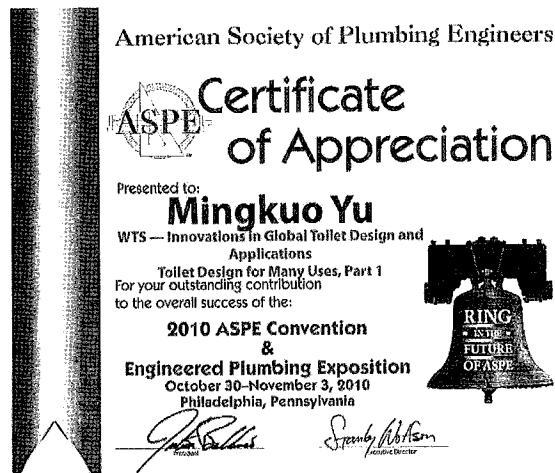 American Society of Plumbing Engineers
ASPE
Certificate
of Appreciation
Presented to:
Mingkuo Yu
WTS — Innovations in Global Toilet Design and
Applications
Toilet Design for Many Uses, Part 1
For your outstanding contribution
to the overall success of the:
2010 ASPE Convention
&
Engineered Plumbing Exposition
October 30–November 3, 2010
Philadelphia, Pennsylvania
RING
IN THE
FUTURE
OF ASPE
President
Executive Director